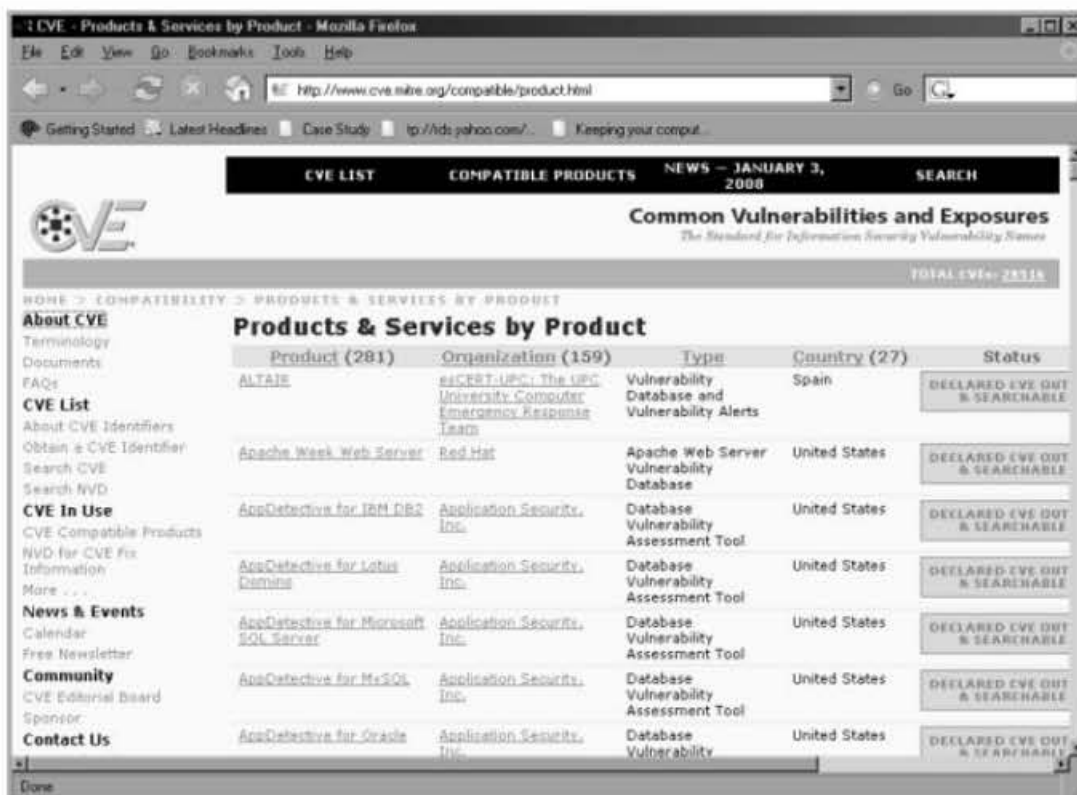 CVE - Products & Services by Product - Mozilla Firefox
File Edit View Go Bookmarks Tools Help
http://www.cve.mitre.org/compatible/product.html Go
Getting Started Latest Headlines Case Study tp://ids.yahoo.com/.. Keeping your comput...
CVE LIST COMPATIBLE PRODUCTS NEWS — JANUARY 3, 2008 SEARCH
CVE
Common Vulnerabilities and Exposures
The Standard for Information Security Vulnerability Names
TOTAL CVEs: 28516
HOME > COMPATIBILITY > PRODUCTS & SERVICES BY PRODUCT
About CVE
Terminology
Documents
FAQs
CVE List
About CVE Identifiers
Obtain a CVE Identifier
Search CVE
Search NVD
CVE In Use
CVE Compatible Products
NVD for CVE Fix
Information
More . . .
News & Events
Calendar
Free Newsletter
Community
CVE Editorial Board
Sponsor
Contact Us
Products & Services by Product
Product (281) Organization (159) Type Country (27) Status
ALTAIR esCERT-UPC: The UPC Vulnerability Spain DECLARED CVE OUT
University Computer Database and & SEARCHABLE
Emergency Response Vulnerability Alerts
Team
Apache Week Web Server Red Hat Apache Web Server United States DECLARED CVE OUT
Vulnerability & SEARCHABLE
Database
AppDetective for IBM DB2 Application Security, Database United States DECLARED CVE OUT
Inc. Vulnerability & SEARCHABLE
Assessment Tool
AppDetective for Lotus Application Security, Database United States DECLARED CVE OUT
Domino Inc. Vulnerability & SEARCHABLE
Assessment Tool
AppDetective for Microsoft Application Security, Database United States DECLARED CVE OUT
SQL Server Inc. Vulnerability & SEARCHABLE
Assessment Tool
AppDetective for MySQL Application Security, Database United States DECLARED CVE OUT
Inc. Vulnerability & SEARCHABLE
Assessment Tool
AppDetective for Oracle Application Security, Database United States DECLARED CVE OUT
Inc. Vulnerability & SEARCHABLE
Done